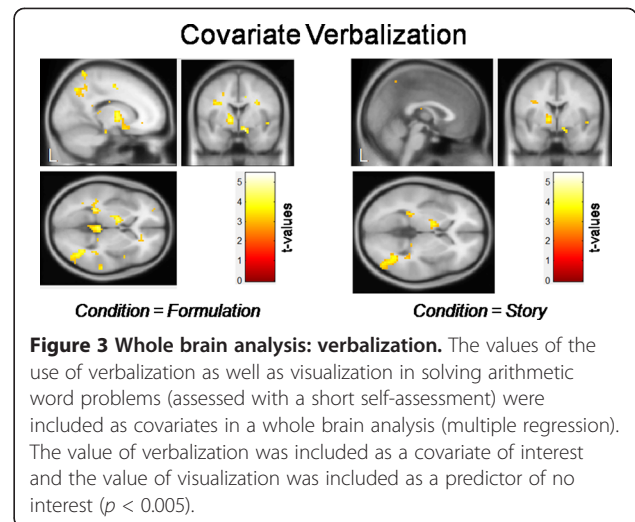 Covariate Verbalization
L
L
5
4
3
2
1
0
t-values
5
4
3
2
1
0
t-values
Condition = Formulation
Condition = Story
Figure 3 Whole brain analysis: verbalization. The values of the
use of verbalization as well as visualization in solving arithmetic
word problems (assessed with a short self-assessment) were
included as covariates in a whole brain analysis (multiple regression).
The value of verbalization was included as a covariate of interest
and the value of visualization was included as a predictor of no
interest (p < 0.005).